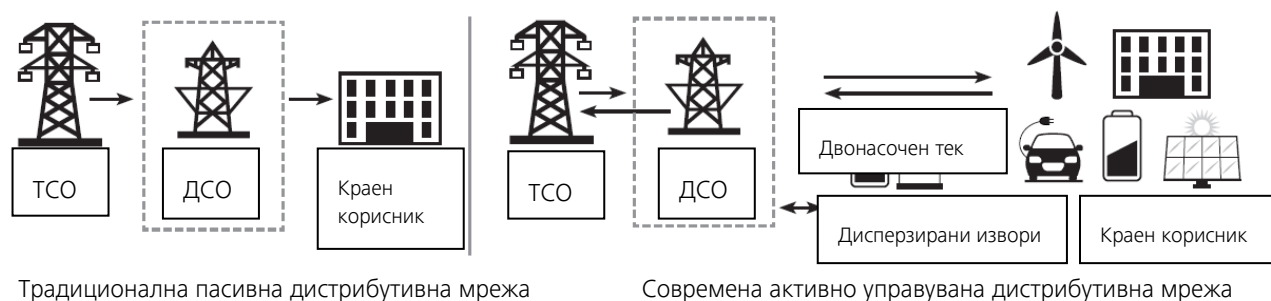 ТСО
ДСО
Краен
корисник
ТСО
ДСО
Двонасочен тек
Дисперзирани извори
Краен корисник
Традиционална пасивна дистрибутивна мрежа
Современа активно управувана дистрибутивна мрежа